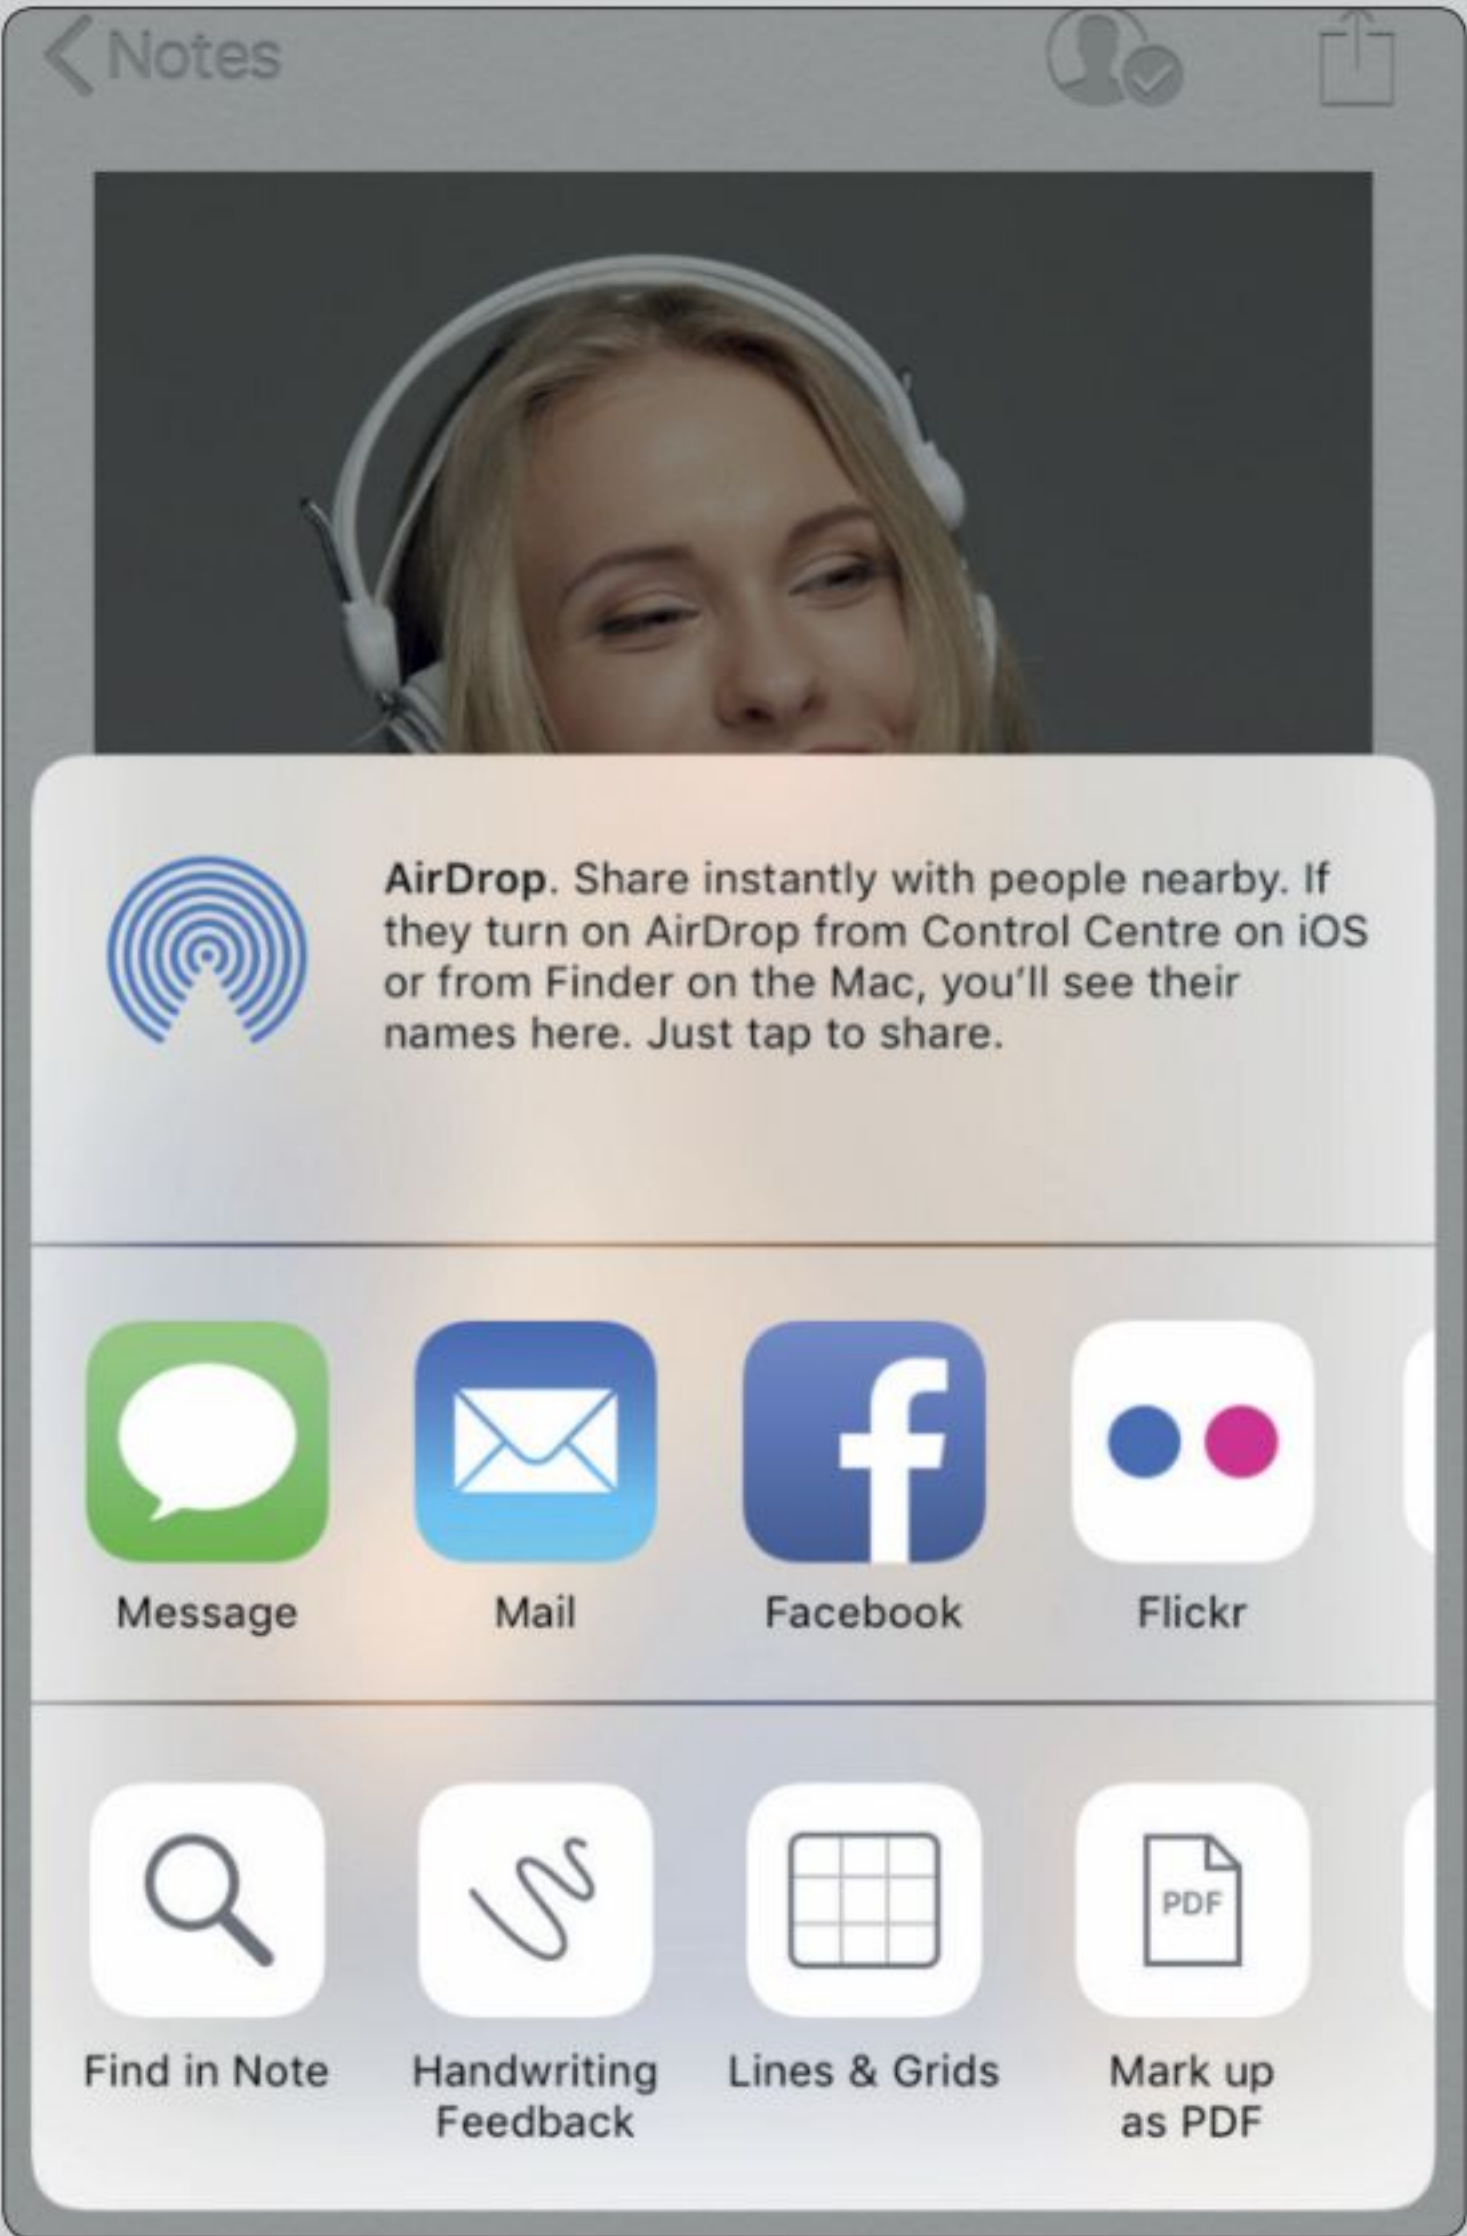 Notes
AirDrop. Share instantly with people nearby. If
they turn on AirDrop from Control Centre on iOS
or from Finder on the Mac, you'll see their
names here. Just tap to share.
Message
Mail
Facebook
Flickr
PDF
Find in Note
Handwriting
Feedback
Lines & Grids
Mark up
as PDF